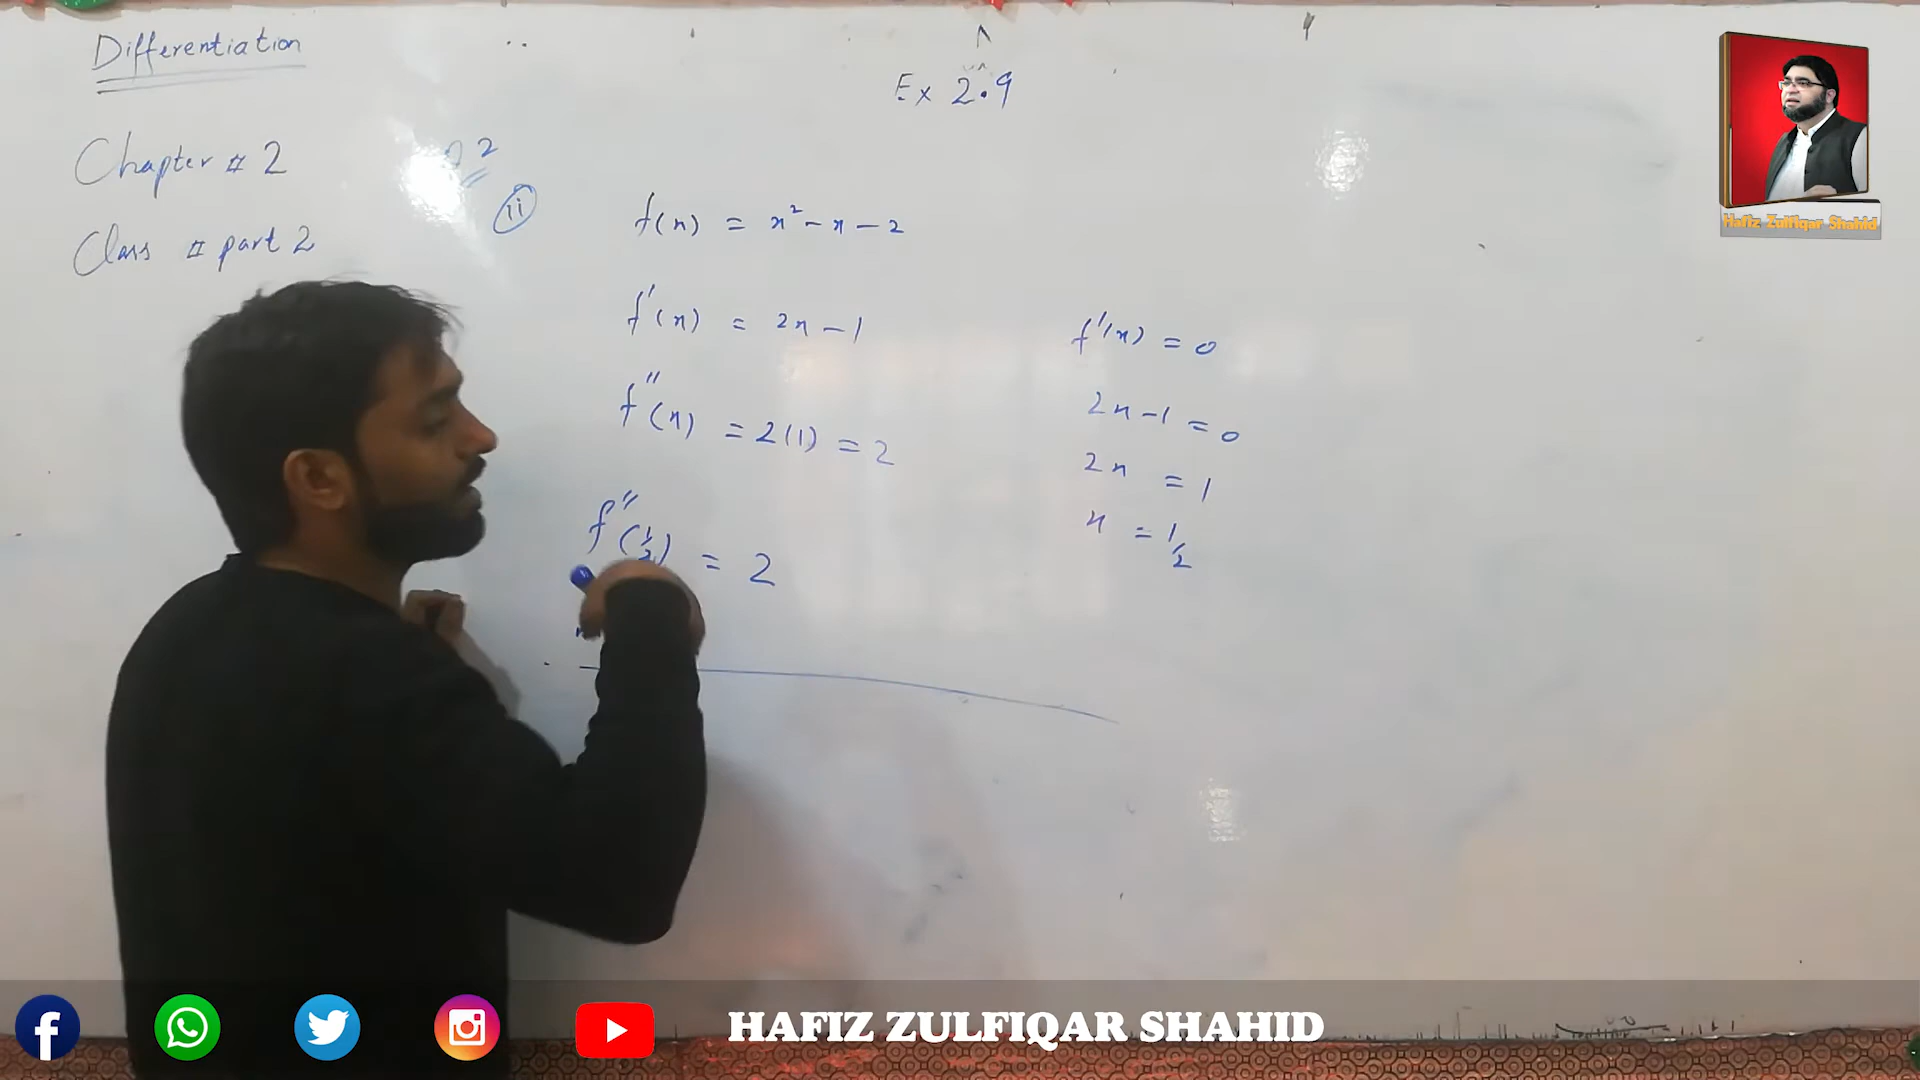 Differentiation
Ex 2.9
Chapter # 2
2
ii
Class # part 2
f(x) = x² - x - 2
f'(x) = 2x - 1
f''(x) = 2(1) = 2
f''(1/2) = 2
f'(x) = 0
2x - 1 = 0
2x = 1
x = 1/2
Hafiz Zulfiqar Shahid
HAFIZ ZULFIQAR SHAHID